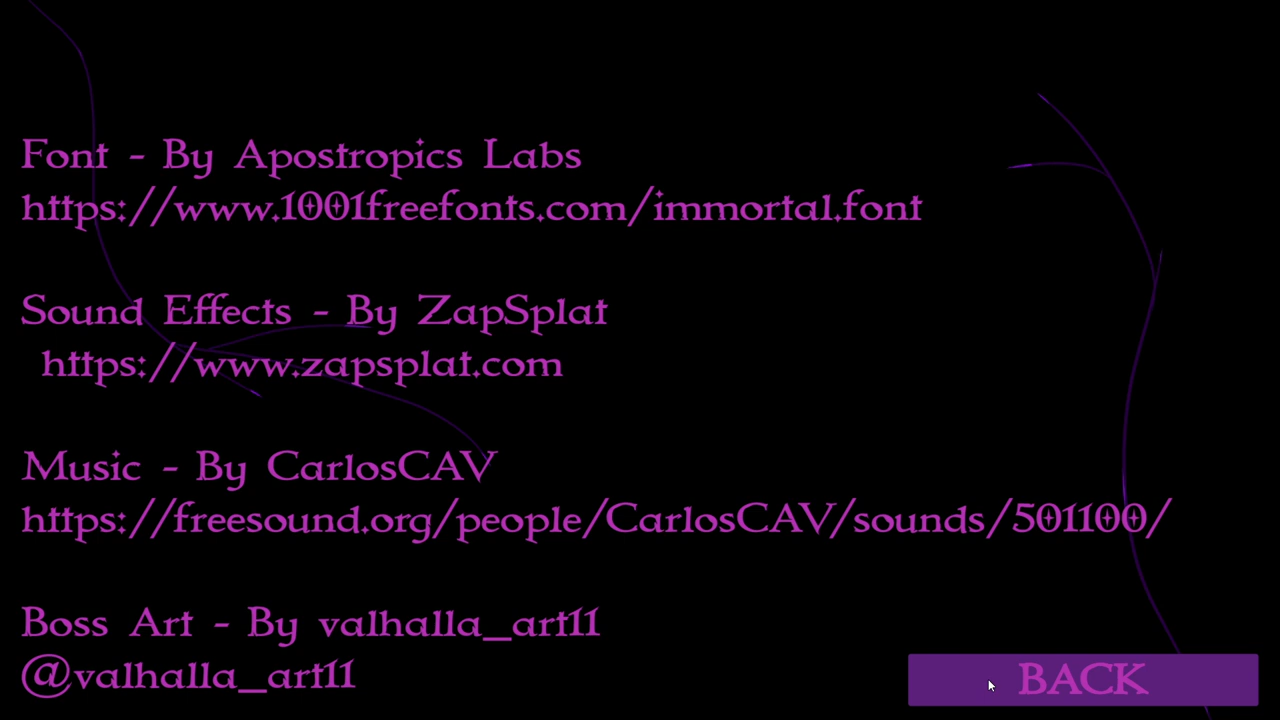 Font - By Apostropics Labs
https://www.1001freefonts.com/immortal.font
Sound Effects - By ZapSplat
https://www.zapsplat.com
Music - By CarlosCAV
https://freesound.org/people/CarlosCAV/sounds/501100/
Boss Art - By valhalla_art11
@valhalla_art11
BACK